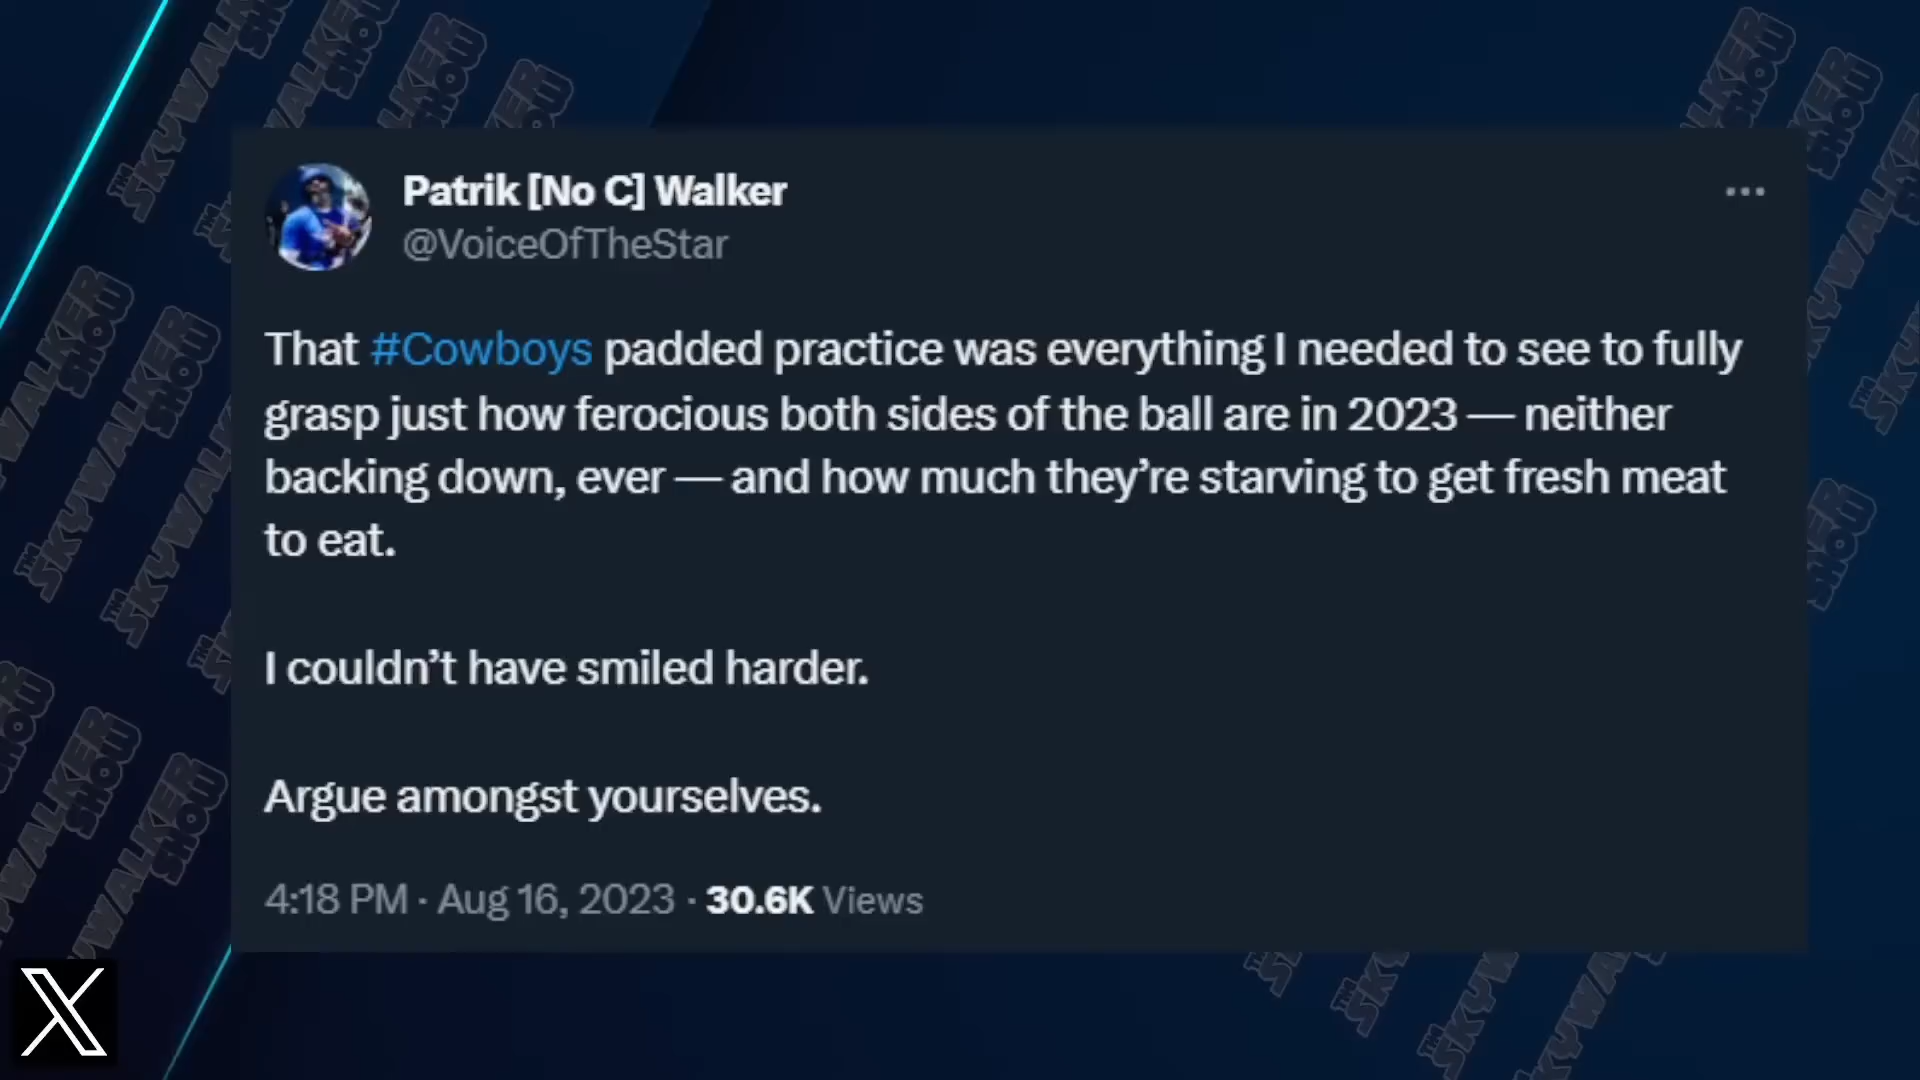 Patrik [No C] Walker
@VoiceOfTheStar
That #Cowboys padded practice was everything I needed to see to fully
grasp just how ferocious both sides of the ball are in 2023 — neither
backing down, ever — and how much they’re starving to get fresh meat
to eat.
I couldn’t have smiled harder.
Argue amongst yourselves.
4:18 PM · Aug 16, 2023 · 30.6K Views
X
THE SKYWALKER SHOW